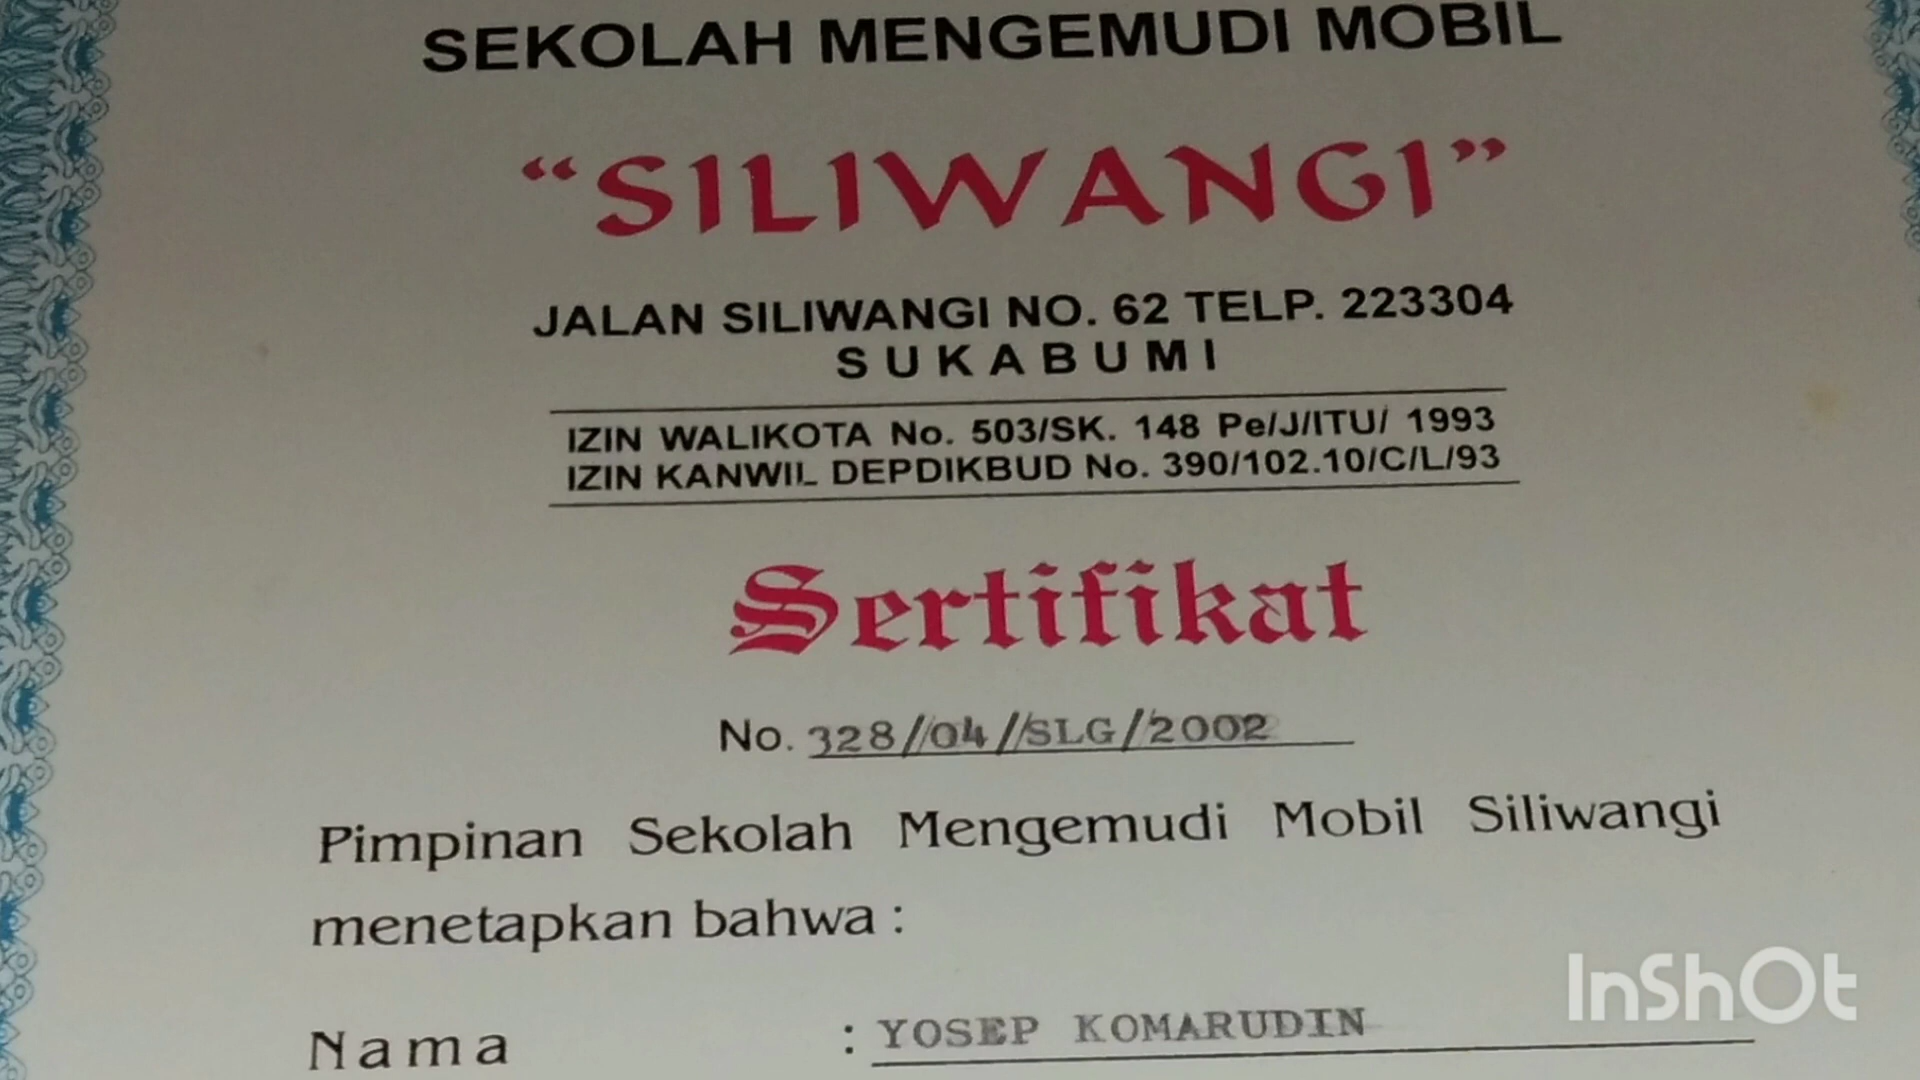 SEKOLAH MENGEMUDI MOBIL
“SILIWANGI”
JALAN SILIWANGI NO. 62 TELP. 223304
SUKABUMI
IZIN WALIKOTA No. 503/SK. 148 Pe/J/ITU/ 1993
IZIN KANWIL DEPDIKBUD No. 390/102.10/C/L/93
Sertifikat
No. 328//04//SLG/2002
Pimpinan Sekolah Mengemudi Mobil Siliwangi
menetapkan bahwa :
Nama : YOSEP KOMARUDIN
InShOt